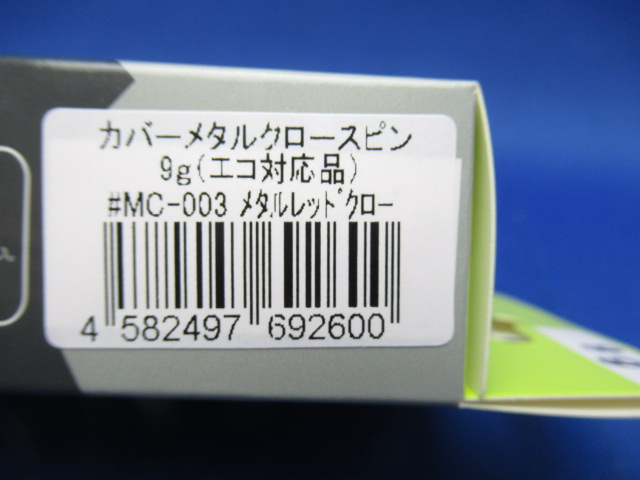 カバーメタルクロースピン
9g(エコ対応品)
#MC-003 ﾒﾀﾙﾚｯﾄﾞｸﾛｰ
4 582497 692600